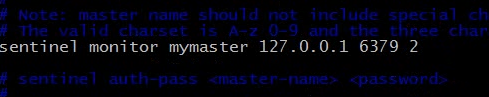 # Note: master name should not include special ch
# The valid charset is A-z 0-9 and the three char
sentinel monitor mymaster 127.0.0.1 6379 2
# sentinel auth-pass <master-name> <password>
#